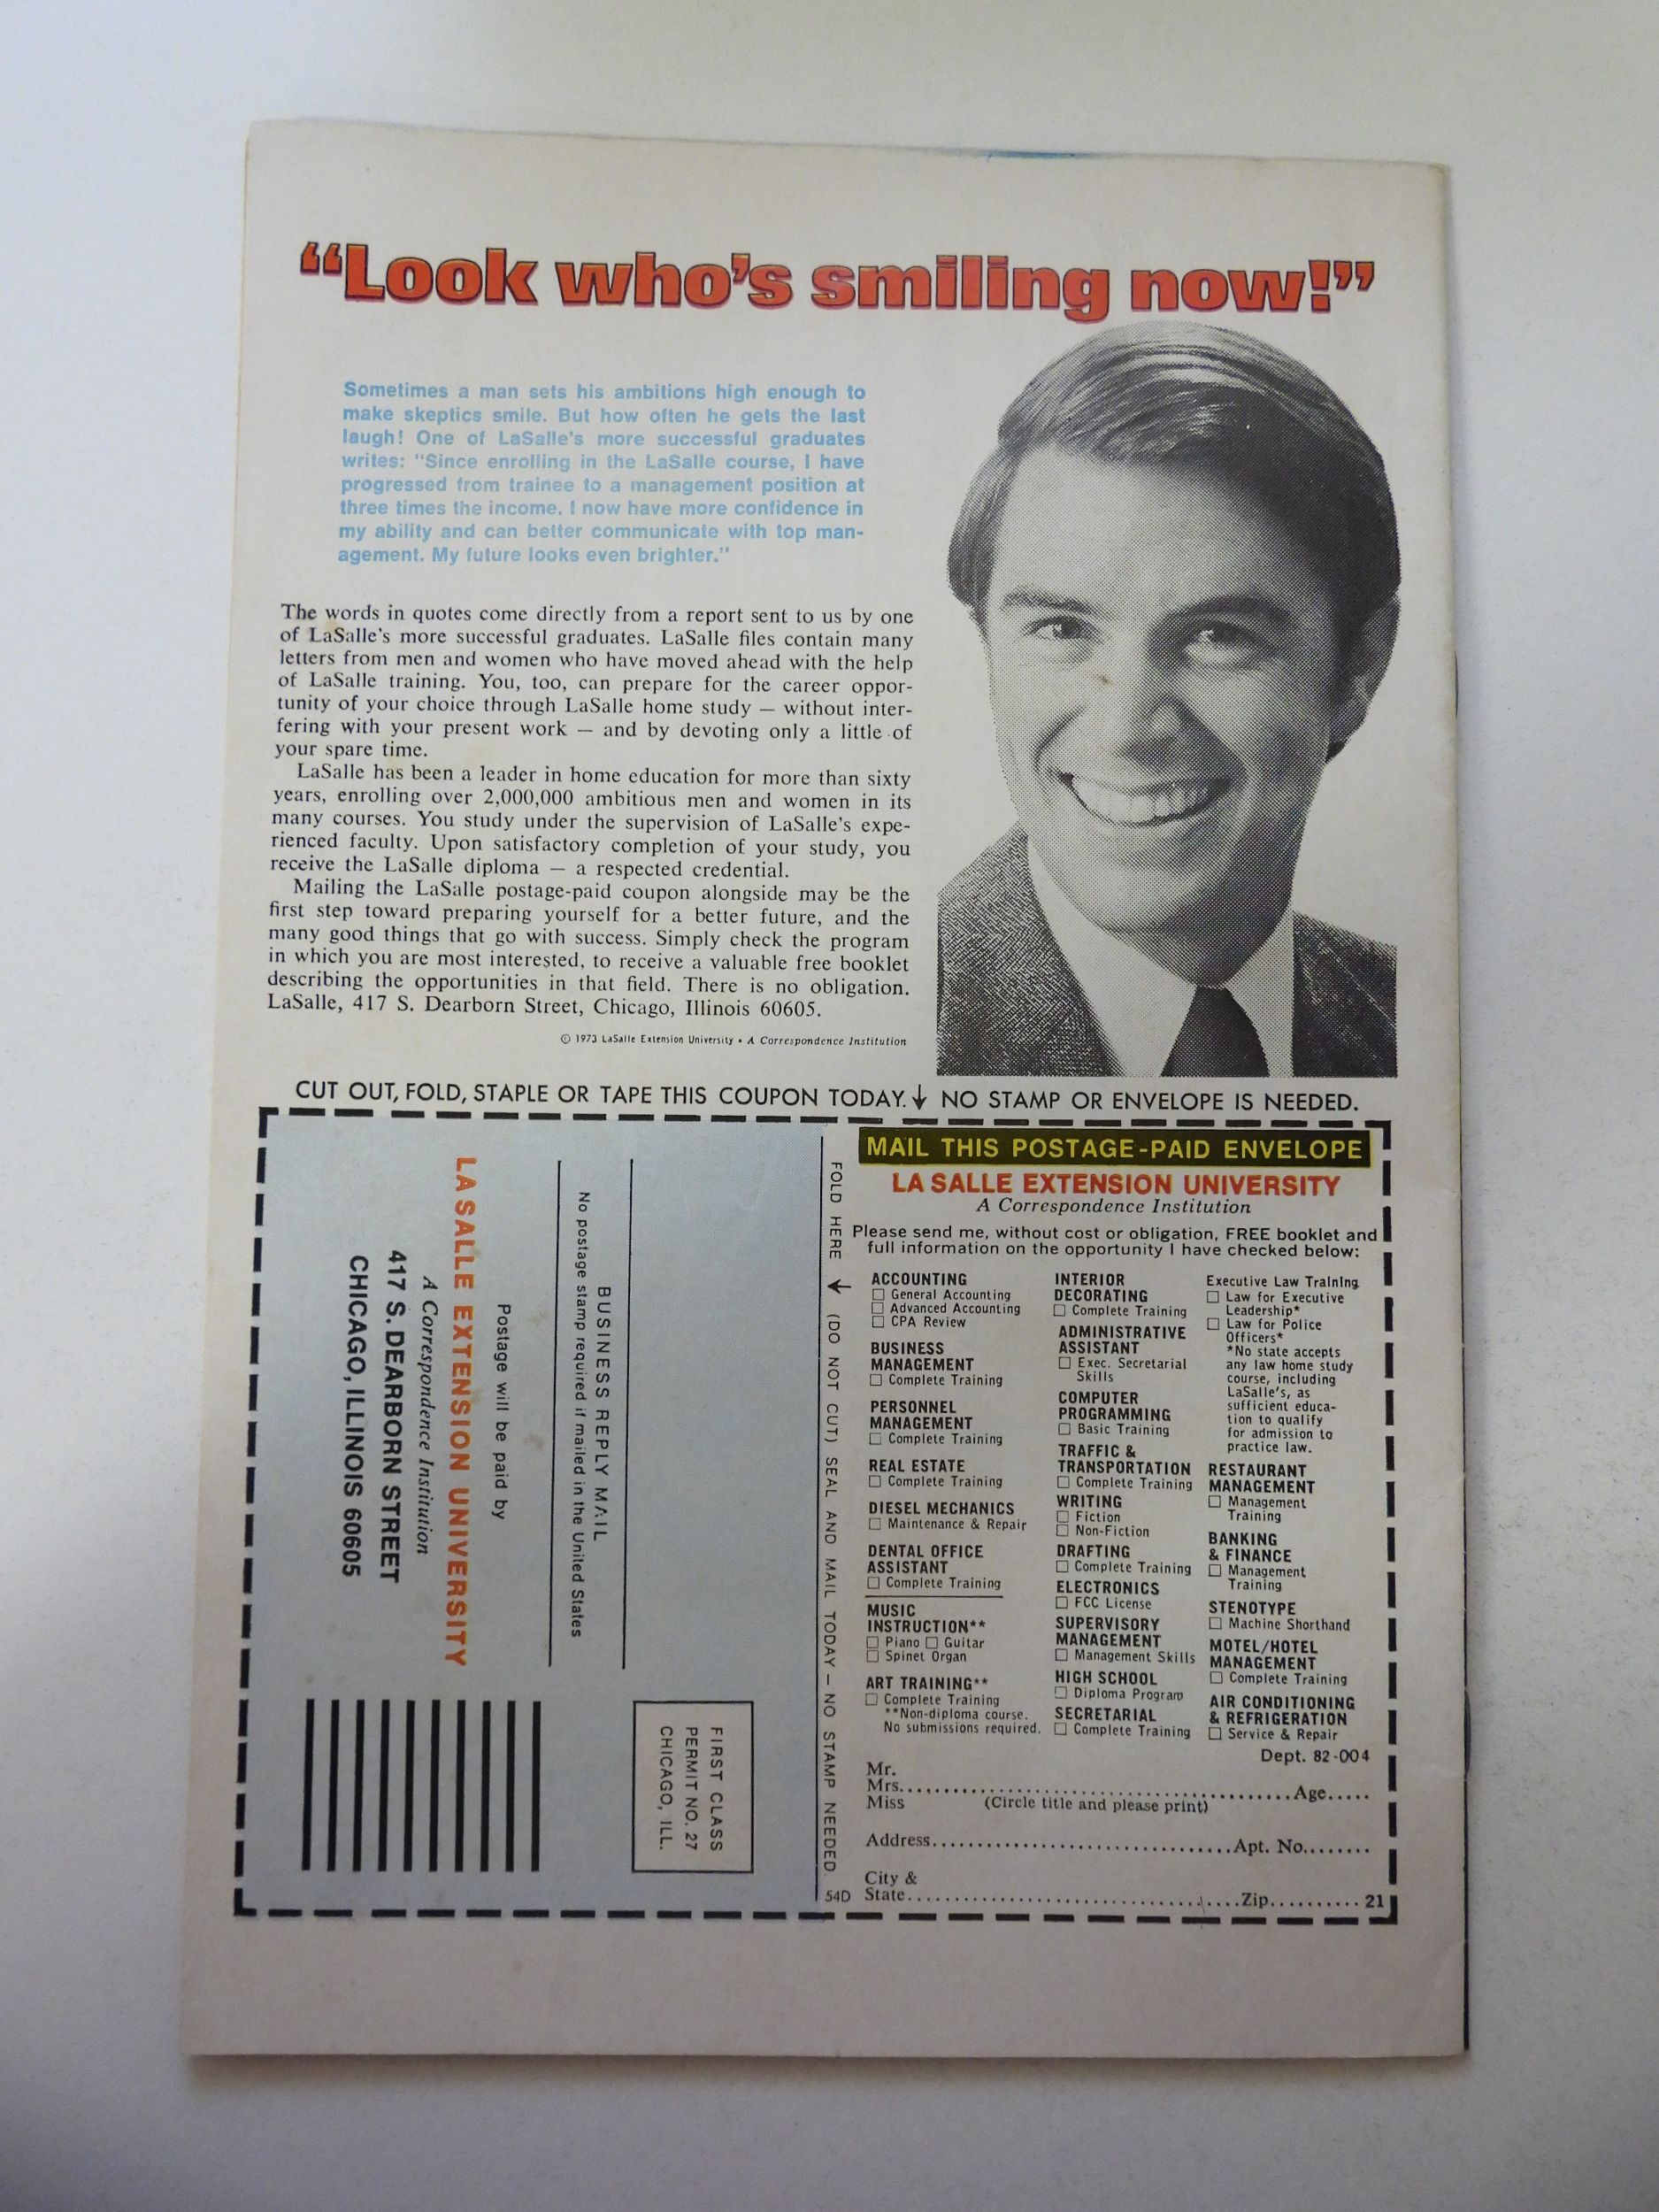 “Look who’s smiling now!”
Sometimes a man sets his ambitions high enough to
make skeptics smile. But how often he gets the last
laugh! One of LaSalle's more successful graduates
writes: "Since enrolling in the LaSalle course, I have
progressed from trainee to a management position at
three times the income. I now have more confidence in
my ability and can better communicate with top man-
agement. My future looks even brighter."
The words in quotes come directly from a report sent to us by one
of LaSalle's more successful graduates. LaSalle files contain many
letters from men and women who have moved ahead with the help
of LaSalle training. You, too, can prepare for the career oppor-
tunity of your choice through LaSalle home study — without inter-
fering with your present work — and by devoting only a little of
your spare time.
LaSalle has been a leader in home education for more than sixty
years, enrolling over 2,000,000 ambitious men and women in its
many courses. You study under the supervision of LaSalle's expe-
rienced faculty. Upon satisfactory completion of your study, you
receive the LaSalle diploma — a respected credential.
Mailing the LaSalle postage-paid coupon alongside may be the
first step toward preparing yourself for a better future, and the
many good things that go with success. Simply check the program
in which you are most interested, to receive a valuable free booklet
describing the opportunities in that field. There is no obligation.
LaSalle, 417 S. Dearborn Street, Chicago, Illinois 60605.
© 1973 LaSalle Extension University • A Correspondence Institution
CUT OUT, FOLD, STAPLE OR TAPE THIS COUPON TODAY. ↓ NO STAMP OR ENVELOPE IS NEEDED.
FIRST CLASS
PERMIT NO. 27
CHICAGO, ILL.
BUSINESS REPLY MAIL
No postage stamp required if mailed in the United States
Postage will be paid by
LA SALLE EXTENSION UNIVERSITY
A Correspondence Institution
417 S. DEARBORN STREET
CHICAGO, ILLINOIS 60605
FOLD HERE ↓ (DO NOT CUT) SEAL AND MAIL TODAY — NO STAMP NEEDED
54D
MAIL THIS POSTAGE-PAID ENVELOPE
LA SALLE EXTENSION UNIVERSITY
A Correspondence Institution
Please send me, without cost or obligation, FREE booklet and
full information on the opportunity I have checked below:
ACCOUNTING
☐ General Accounting
☐ Advanced Accounting
☐ CPA Review
BUSINESS
MANAGEMENT
☐ Complete Training
PERSONNEL
MANAGEMENT
☐ Complete Training
REAL ESTATE
☐ Complete Training
DIESEL MECHANICS
☐ Maintenance & Repair
DENTAL OFFICE
ASSISTANT
☐ Complete Training
MUSIC
INSTRUCTION**
☐ Piano ☐ Guitar
☐ Spinet Organ
ART TRAINING**
☐ Complete Training
**Non-diploma course.
No submissions required.
INTERIOR
DECORATING
☐ Complete Training
ADMINISTRATIVE
ASSISTANT
☐ Exec. Secretarial
Skills
COMPUTER
PROGRAMMING
☐ Basic Training
TRAFFIC &
TRANSPORTATION
☐ Complete Training
WRITING
☐ Fiction
☐ Non-Fiction
DRAFTING
☐ Complete Training
ELECTRONICS
☐ FCC License
SUPERVISORY
MANAGEMENT
☐ Management Skills
HIGH SCHOOL
☐ Diploma Program
SECRETARIAL
☐ Complete Training
Executive Law Training
☐ Law for Executive
Leadership*
☐ Law for Police
Officers*
*No state accepts
any law home study
course, including
LaSalle's, as
sufficient educa-
tion to qualify
for admission to
practice law.
RESTAURANT
MANAGEMENT
☐ Management
Training
BANKING
& FINANCE
☐ Management
Training
STENOTYPE
☐ Machine Shorthand
MOTEL/HOTEL
MANAGEMENT
☐ Complete Training
AIR CONDITIONING
& REFRIGERATION
☐ Service & Repair
Dept. 82-004
Mr.
Mrs. Age
Miss (Circle title and please print)
Address Apt. No.
City &
State Zip 21